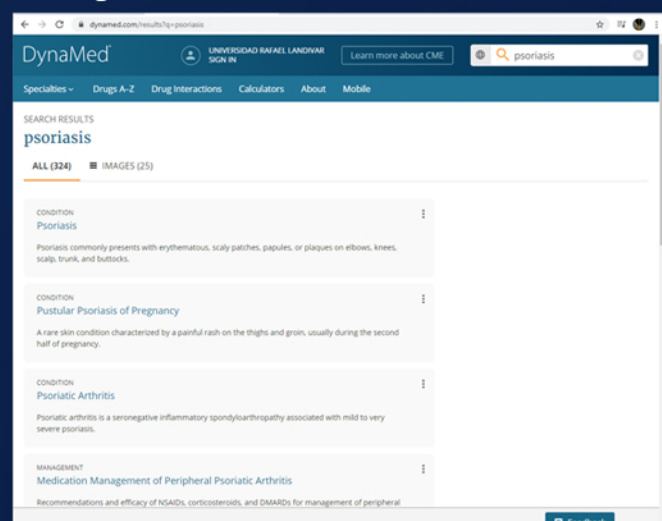 dynamed.com/results?q=psoriasis
DynaMed
UNIVERSIDAD RAFAEL LANDIVAR
SIGN IN
Learn more about CME
psoriasis
Specialties
Drugs A-Z
Drug Interactions
Calculators
About
Mobile
SEARCH RESULTS
psoriasis
ALL (324)
IMAGES (25)
CONDITION
Psoriasis
Psoriasis commonly presents with erythematous, scaly patches, papules, or plaques on elbows, knees,
scalp, trunk, and buttocks.
CONDITION
Pustular Psoriasis of Pregnancy
A rare skin condition characterized by a painful rash on the thighs and groin, usually during the second
half of pregnancy.
CONDITION
Psoriatic Arthritis
Psoriatic arthritis is a seronegative inflammatory spondyloarthropathy associated with mild to very
severe psoriasis.
MANAGEMENT
Medication Management of Peripheral Psoriatic Arthritis
Recommendations and efficacy of NSAIDs, corticosteroids, and DMARDs for management of peripheral